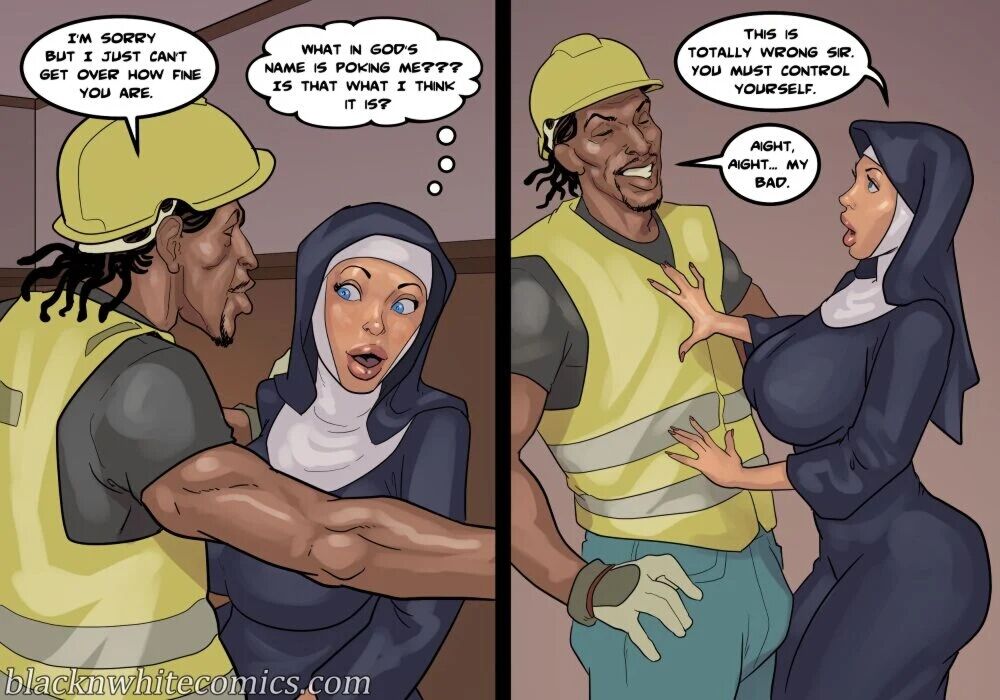 I'M SORRY
BUT I JUST CAN'T
GET OVER HOW FINE
YOU ARE.
WHAT IN GOD'S
NAME IS POKING ME???
IS THAT WHAT I THINK
IT IS?
THIS IS
TOTALLY WRONG SIR.
YOU MUST CONTROL
YOURSELF.
AIGHT,
AIGHT... MY
BAD.
blacknwhitecomics.com